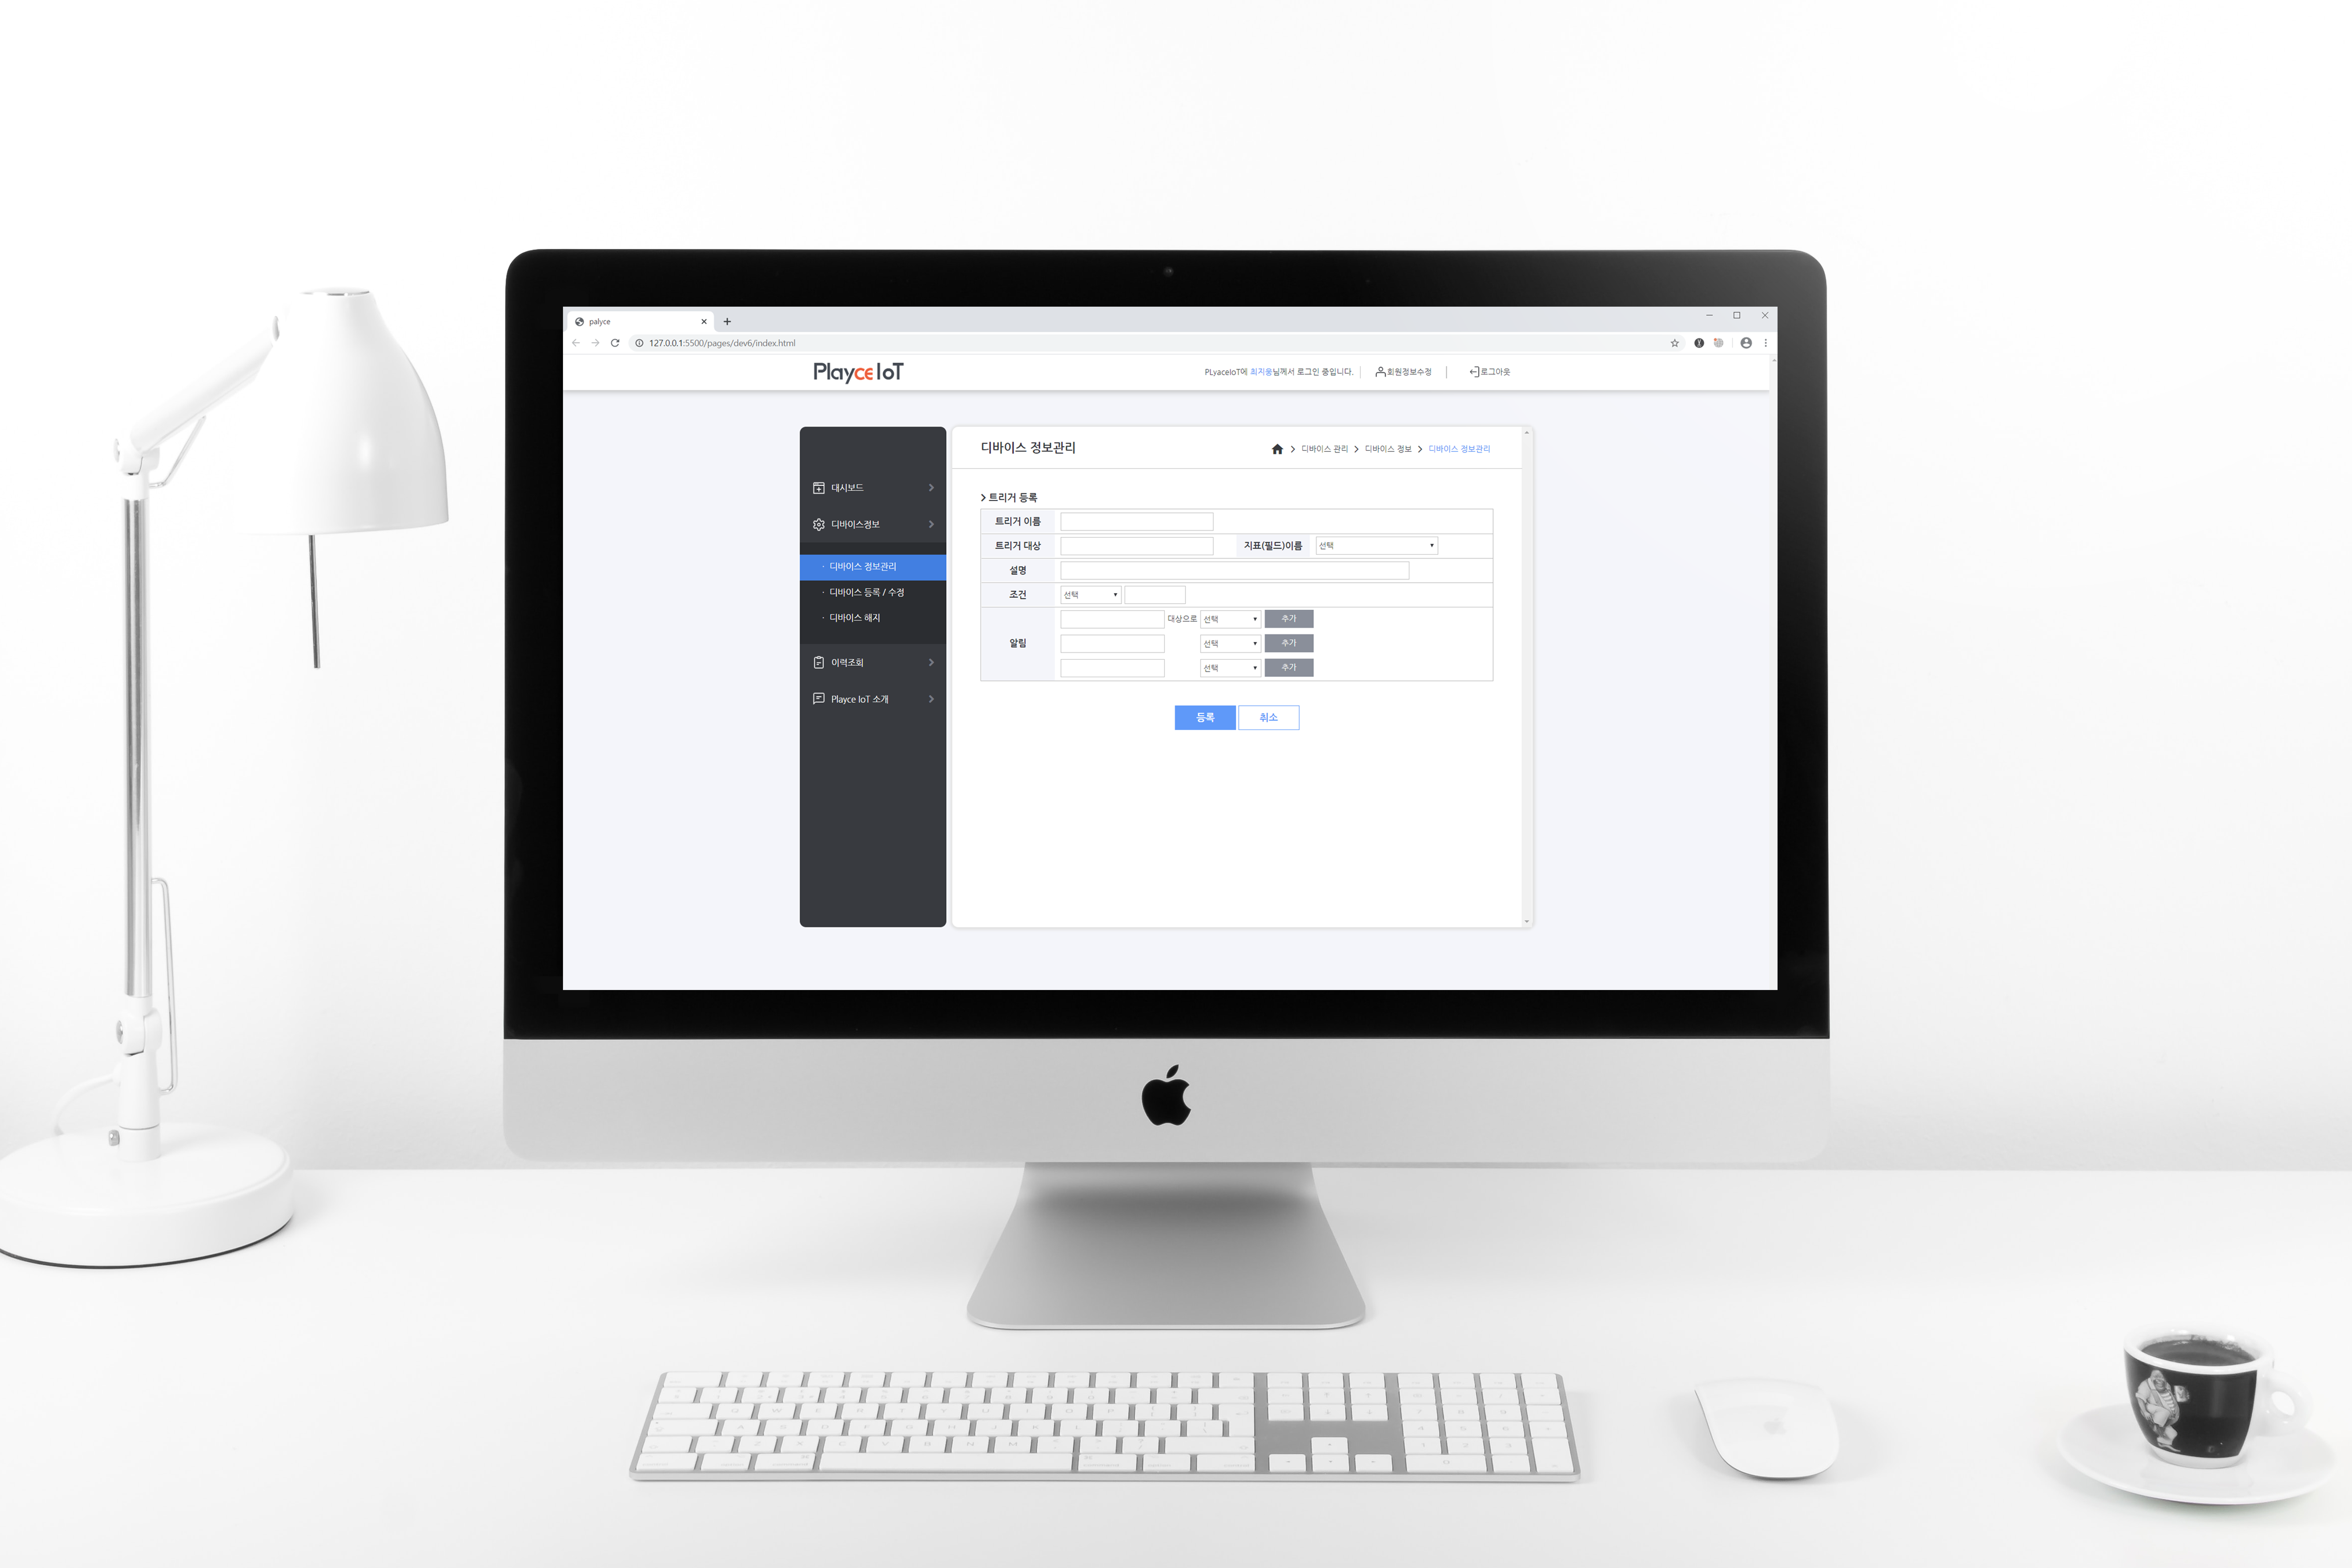 palyce
127.0.0.1:5500/pages/dev6/index.html
Playce IoT
PLyaceIoT에 최지웅님께서 로그인 중입니다. 회원정보수정 로그아웃
대시보드
디바이스정보
· 디바이스 정보관리
· 디바이스 등록 / 수정
· 디바이스 해지
이력조회
Playce IoT 소개
디바이스 정보관리
디바이스 관리 > 디바이스 정보 > 디바이스 정보관리
> 트리거 등록
트리거 이름
트리거 대상 지표(필드)이름 선택
설명
조건 선택
알림
대상으로 선택 추가
선택 추가
선택 추가
등록 취소